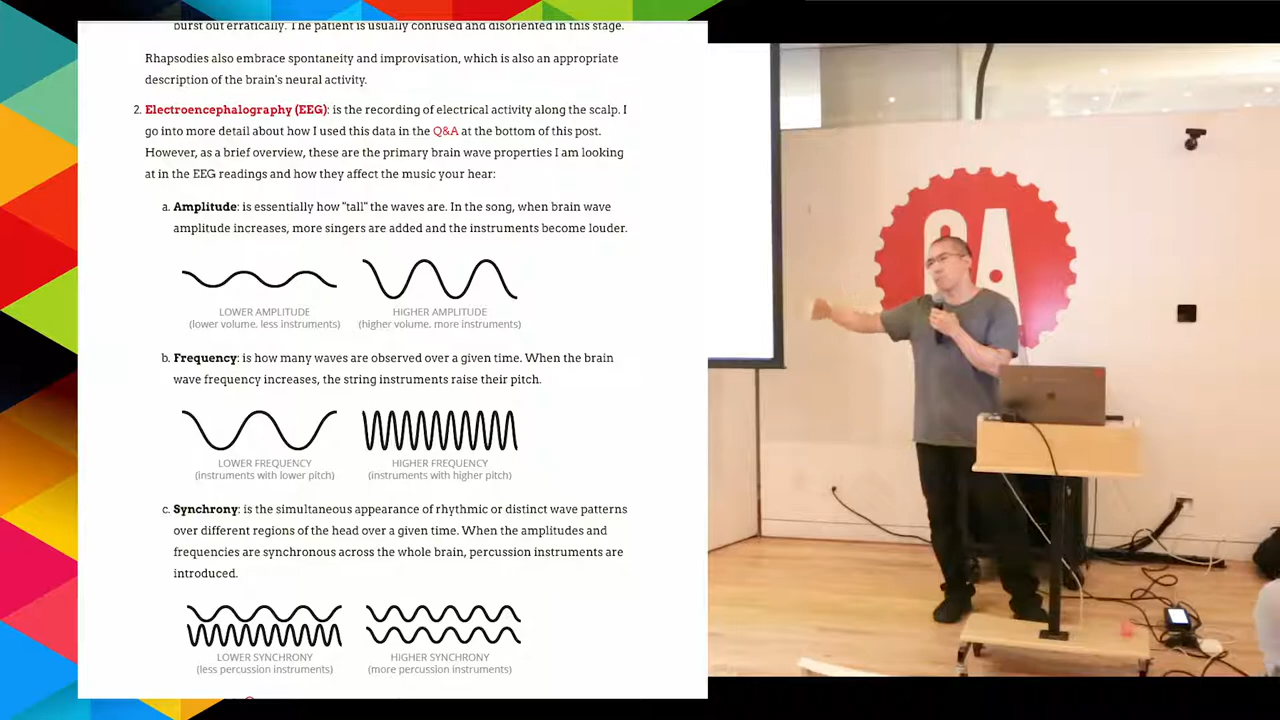 burst out erratically. The patient is usually confused and disoriented in this stage.
Rhapsodies also embrace spontaneity and improvisation, which is also an appropriate
description of the brain's neural activity.
2. Electroencephalography (EEG): is the recording of electrical activity along the scalp. I
go into more detail about how I used this data in the Q&A at the bottom of this post.
However, as a brief overview, these are the primary brain wave properties I am looking
at in the EEG readings and how they affect the music your hear:
a. Amplitude: is essentially how "tall" the waves are. In the song, when brain wave
amplitude increases, more singers are added and the instruments become louder.
LOWER AMPLITUDE
(lower volume, less instruments)
HIGHER AMPLITUDE
(higher volume, more instruments)
b. Frequency: is how many waves are observed over a given time. When the brain
wave frequency increases, the string instruments raise their pitch.
LOWER FREQUENCY
(instruments with lower pitch)
HIGHER FREQUENCY
(instruments with higher pitch)
c. Synchrony: is the simultaneous appearance of rhythmic or distinct wave patterns
over different regions of the head over a given time. When the amplitudes and
frequencies are synchronous across the whole brain, percussion instruments are
introduced.
LOWER SYNCHRONY
(less percussion instruments)
HIGHER SYNCHRONY
(more percussion instruments)